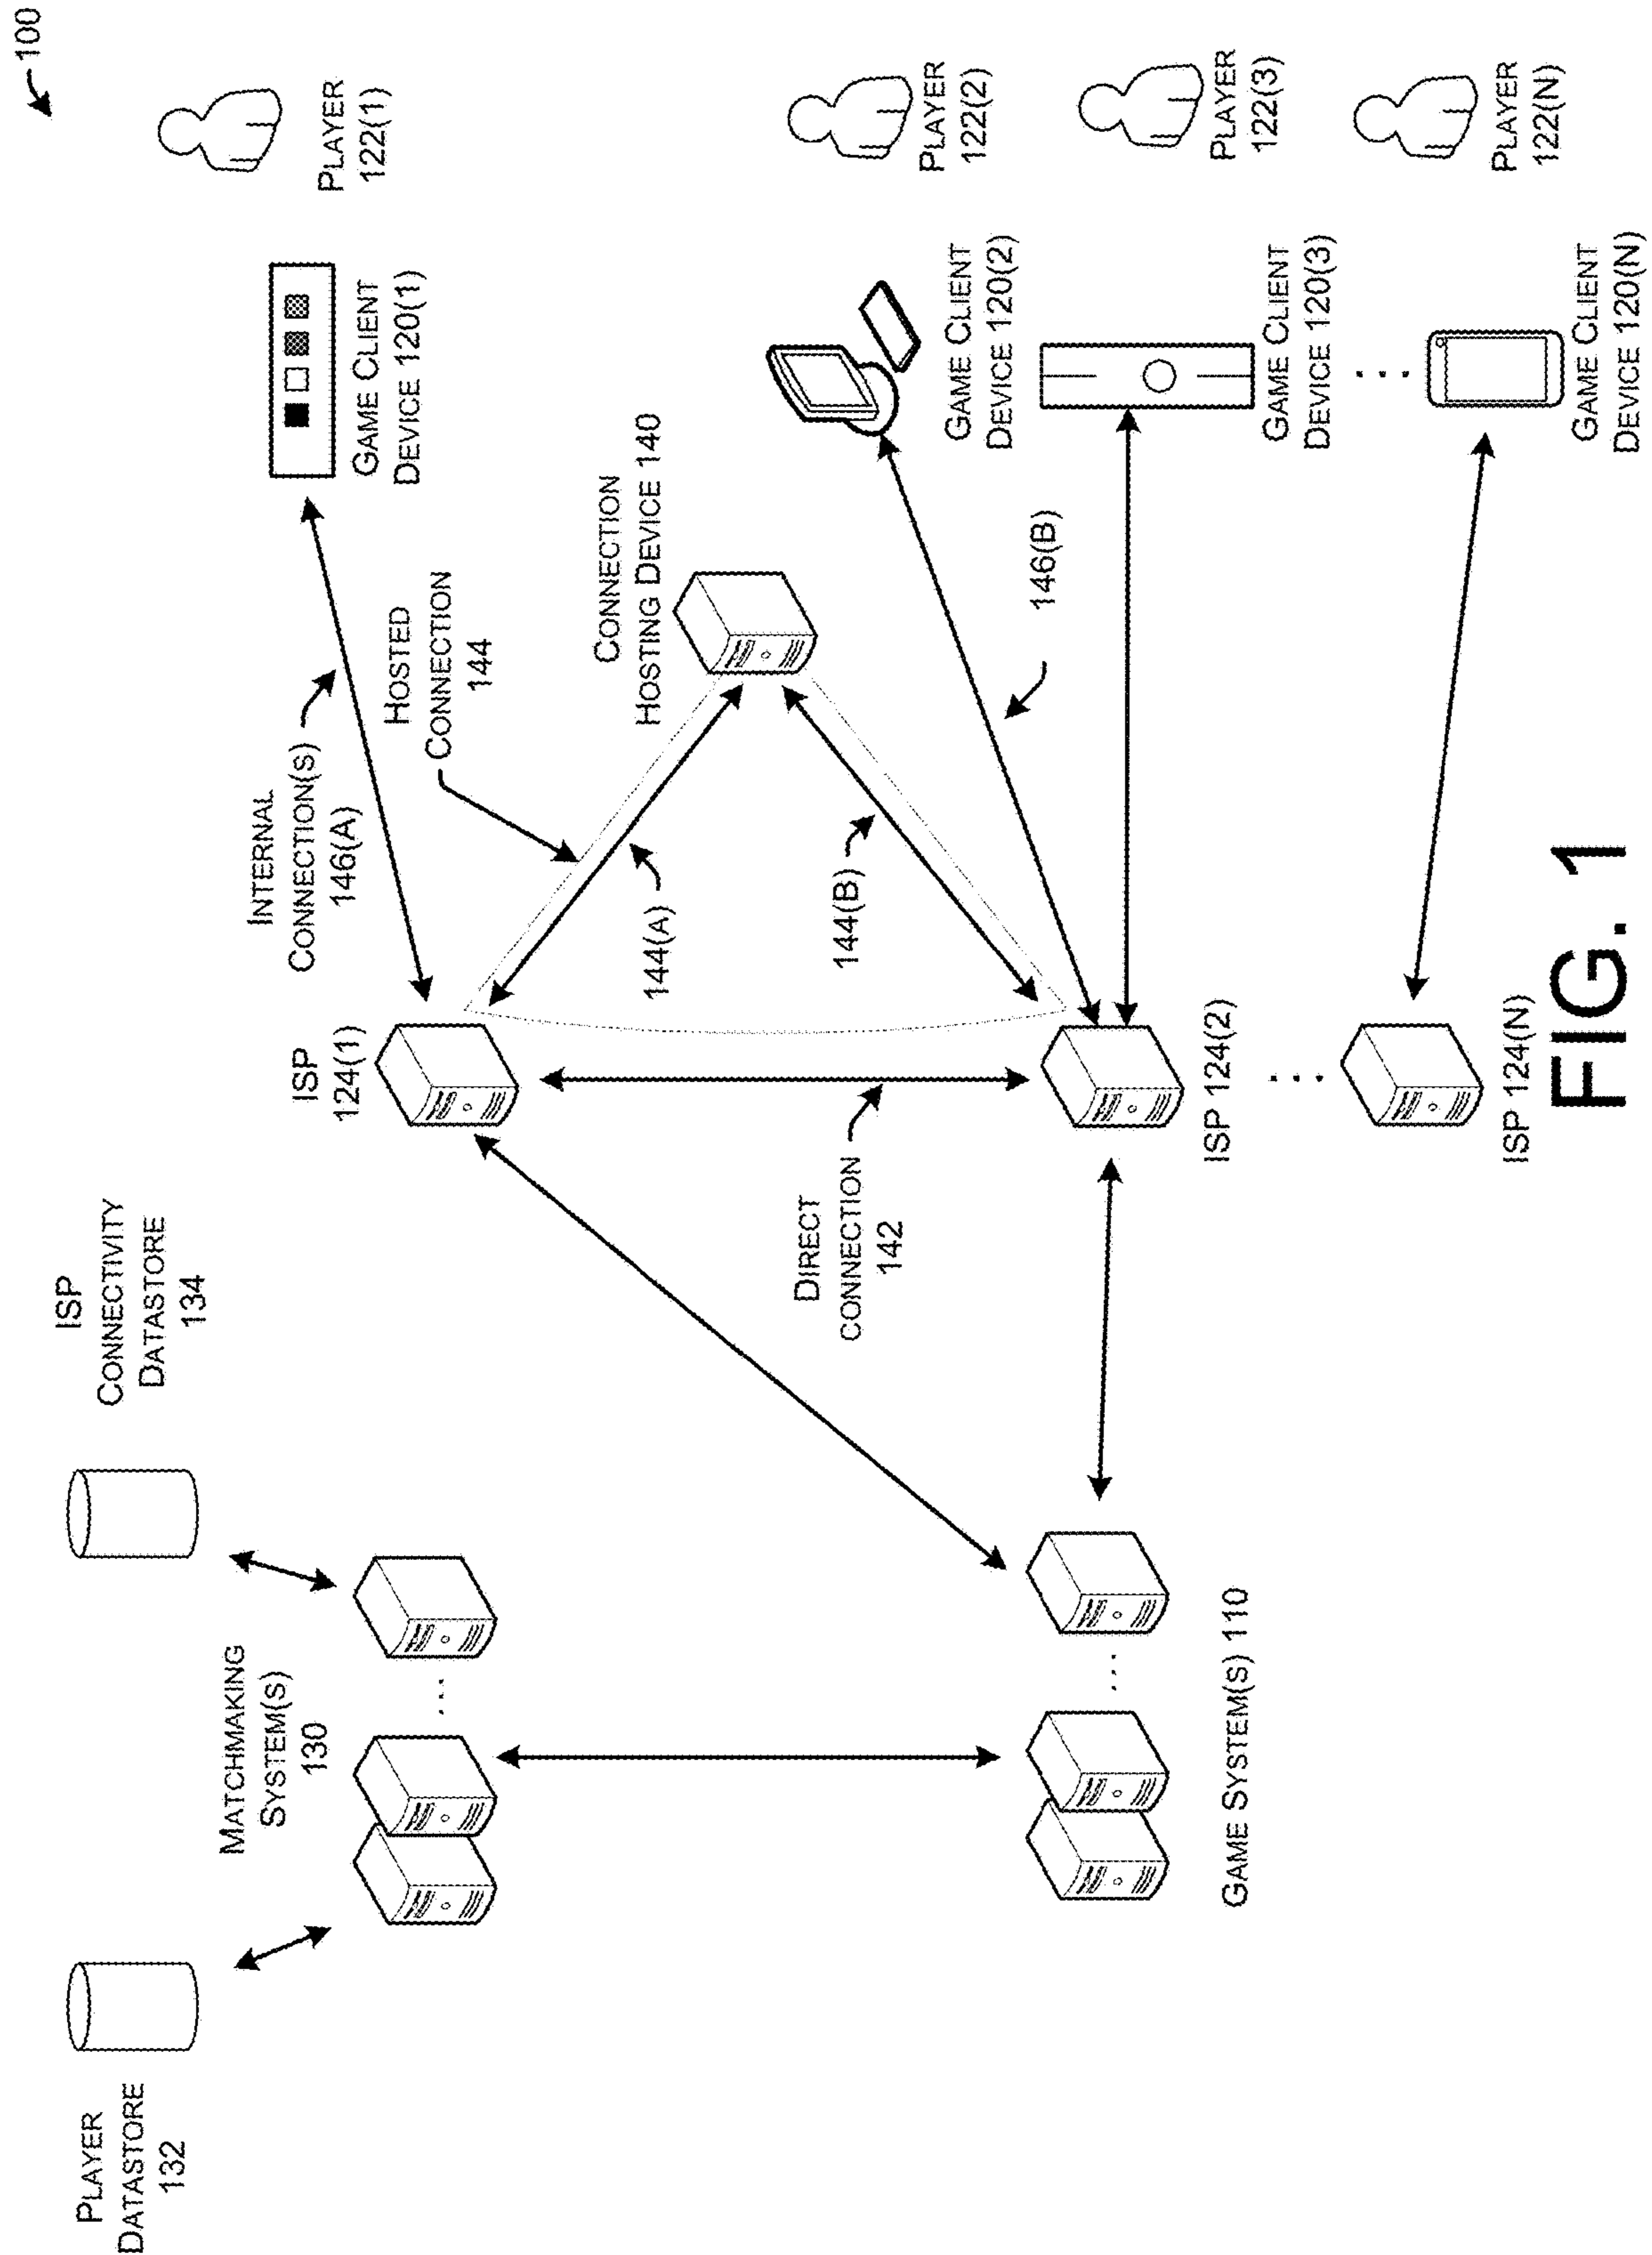 100
PLAYER
DATASTORE
132
ISP
CONNECTIVITY
DATASTORE
134
MATCHMAKING
SYSTEM(S)
130
GAME SYSTEM(S) 110
ISP
124(1)
DIRECT
CONNECTION
142
ISP 124(2)
ISP 124(N)
INTERNAL
CONNECTION(S)
146(A)
HOSTED
CONNECTION
144
144(A)
144(B)
CONNECTION
HOSTING DEVICE 140
146(B)
GAME CLIENT
DEVICE 120(1)
GAME CLIENT
DEVICE 120(2)
GAME CLIENT
DEVICE 120(3)
GAME CLIENT
DEVICE 120(N)
PLAYER
122(1)
PLAYER
122(2)
PLAYER
122(3)
PLAYER
122(N)
FIG. 1